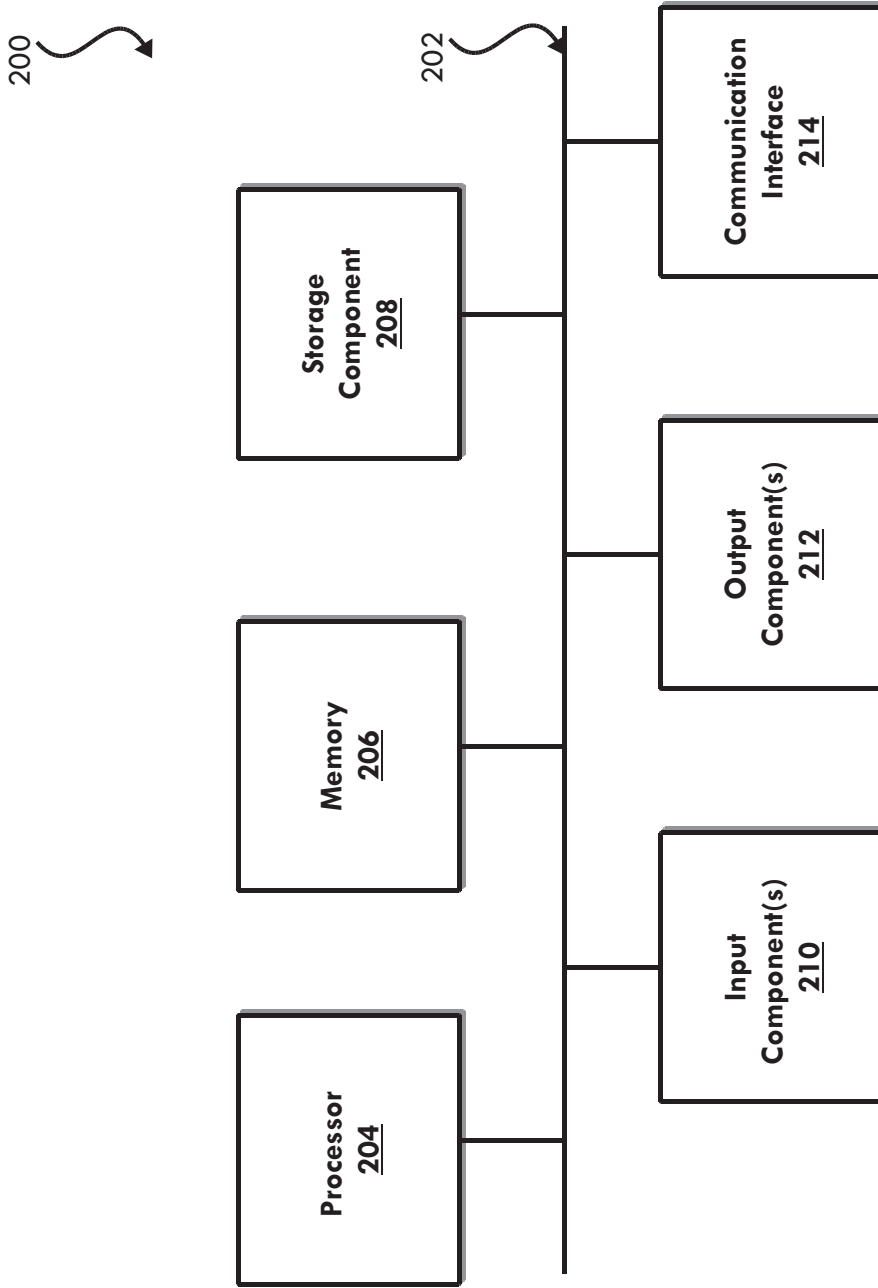 200
Processor
204
Memory
206
Storage
Component
208
202
Input
Component(s)
210
Output
Component(s)
212
Communication
Interface
214